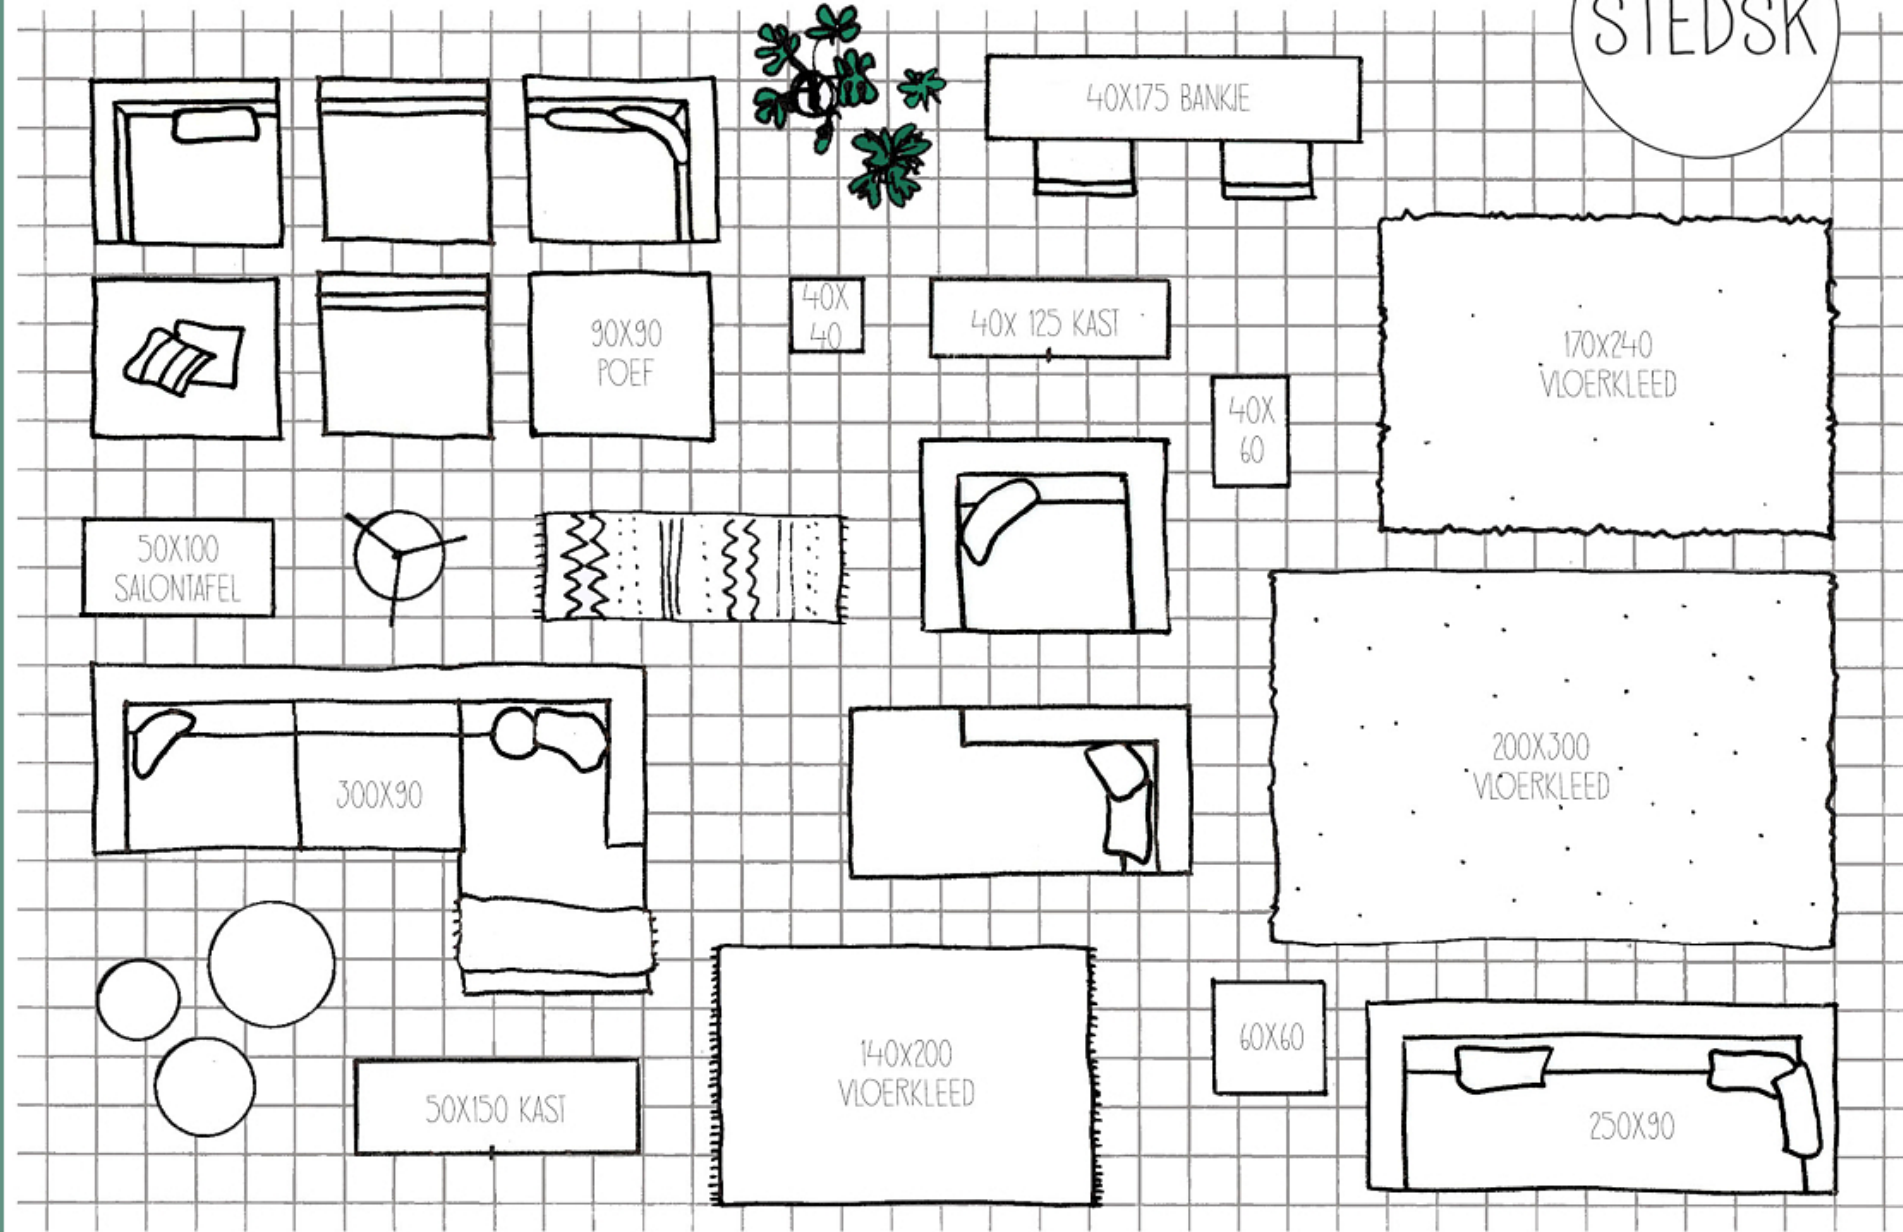 STEDSK
40X175 BANKJE
40X
40
40X 125 KAST
90X90
POEF
170X240
VLOERKLEED
40X
60
50X100
SALONTAFEL
300X90
200X300
VLOERKLEED
140X200
VLOERKLEED
60X60
50X150 KAST
250X90